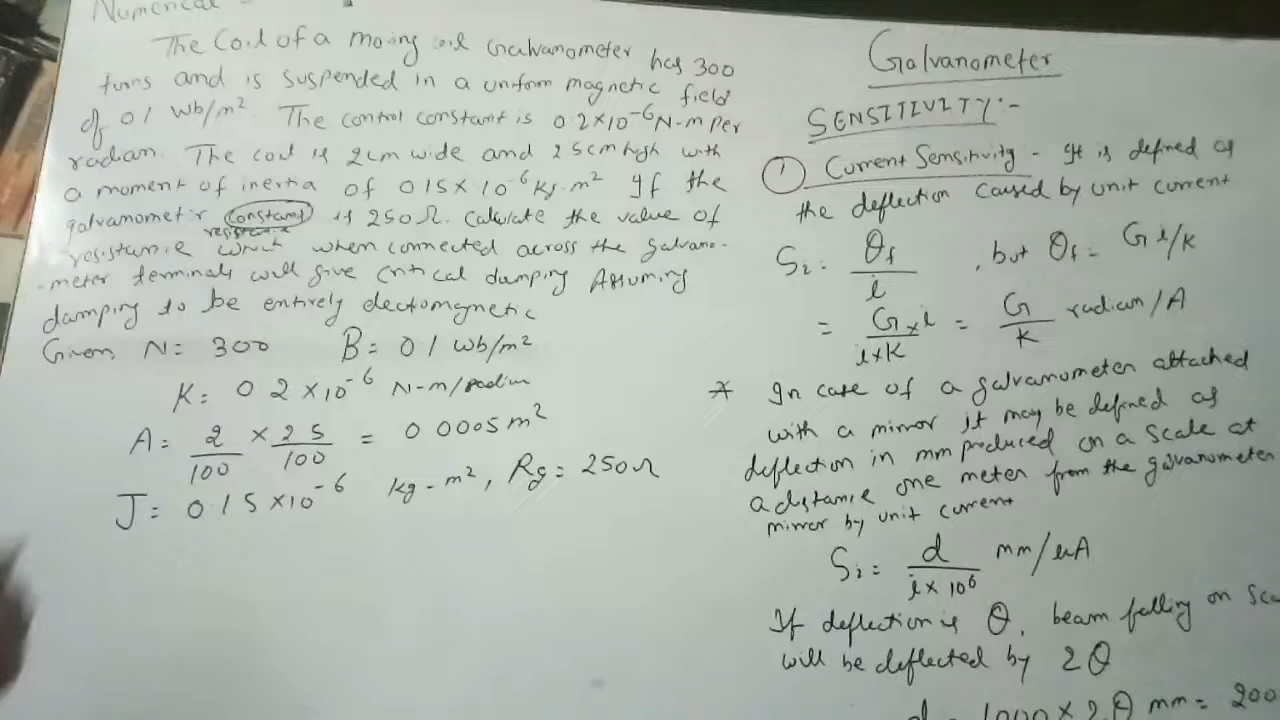 Numerical -
The Coil of a moving coil Galvanometer has 300
turns and is suspended in a uniform magnetic field
of 0.1 Wb/m². The control constant is 0.2×10⁻⁶ N-m per
radian. The coil is 2cm wide and 2.5cm high with
a moment of inertia of 0.15×10⁻⁶ kg-m². If the
galvanometer constant is 250Ω. Calculate the value of
resistance
resistance which when connected across the galvano-
-meter terminals will give critical damping Assuming
damping to be entirely electromagnetic
Given, N= 300 B= 0.1 wb/m²
K= 0.2×10⁻⁶ N-m/radian
A= 2/100 × 2.5/100 = 0.0005 m²
J= 0.15×10⁻⁶ kg-m², Rg= 250Ω
Galvanometer
SENSITIVITY:-
① Current Sensitivity - It is defined as
the deflection caused by unit current
Si = θf/i , but θf = Gi/k
= G×i/i×K = G/K radian/A
* In case of a galvanometer attached
with a mirror it may be defined as
deflection in mm produced on a scale at
a distance one meter from the galvanometer
mirror by unit current
Si = d/i×10⁶ mm/uA
If deflection is θ, beam falling on Sca
will be deflected by 2θ
d = 1000×2θ mm = 200